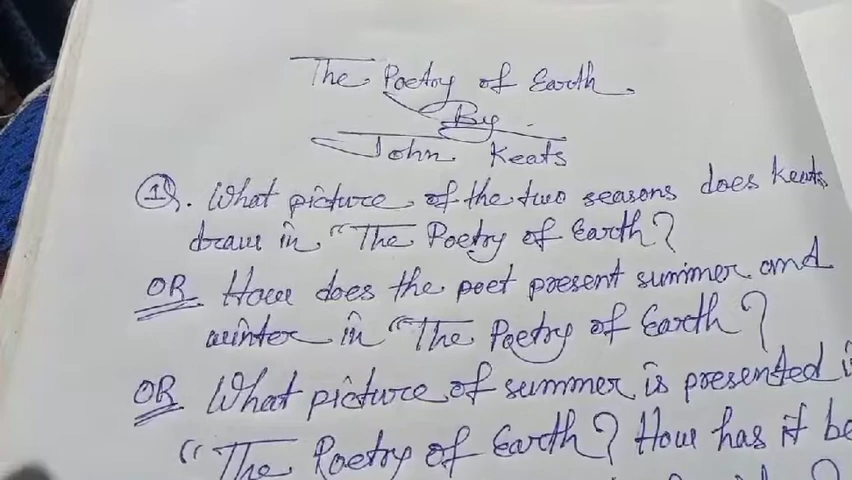 The Poetry of Earth.
By
John Keats
1Q. What picture of the two seasons does Keats
draw in "The Poetry of Earth?
OR How does the poet present summer and
winter in "The Poetry of Earth?
OR What picture of summer is presented
"The Poetry of Earth? How has it